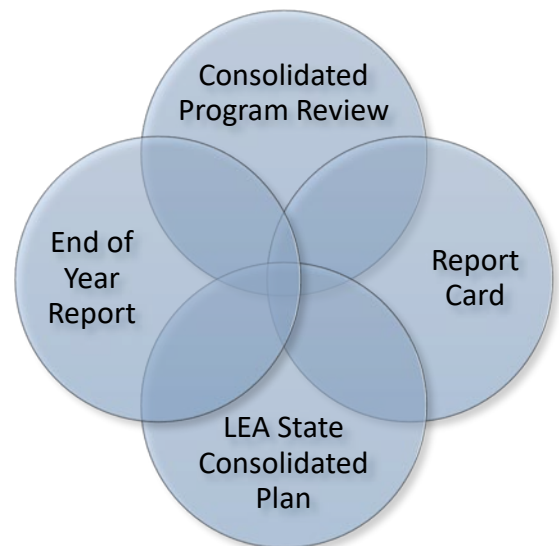 Consolidated
Program Review
End of
Year
Report
Report
Card
LEA State
Consolidated
Plan